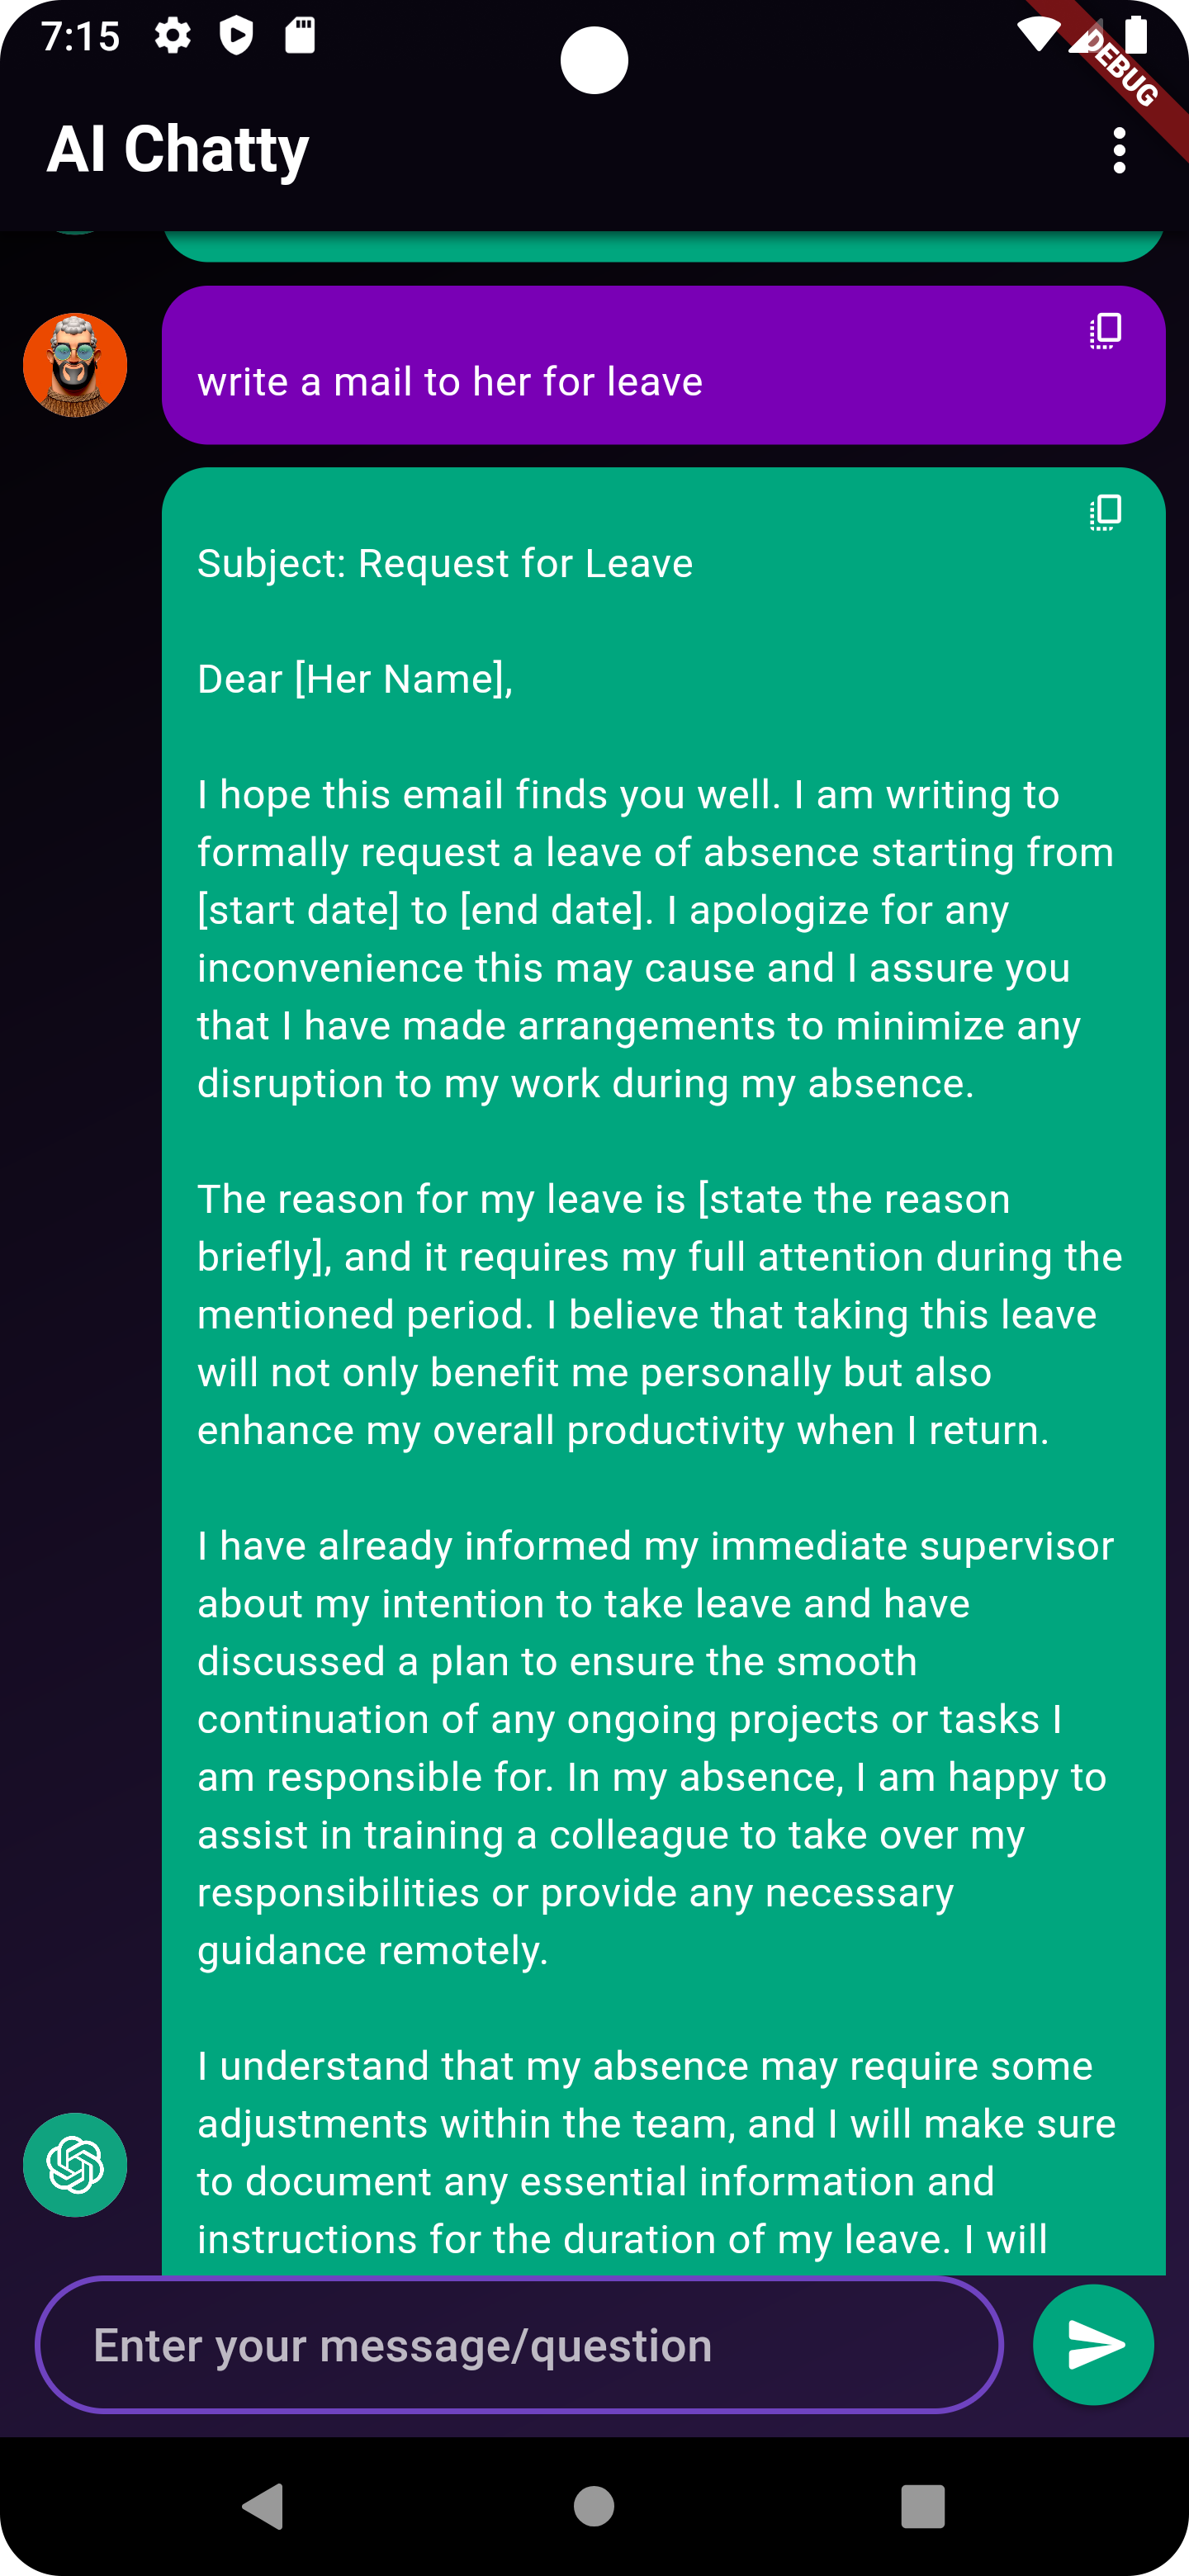 7:15
DEBUG
AI Chatty
write a mail to her for leave
Subject: Request for Leave
Dear [Her Name],
I hope this email finds you well. I am writing to
formally request a leave of absence starting from
[start date] to [end date]. I apologize for any
inconvenience this may cause and I assure you
that I have made arrangements to minimize any
disruption to my work during my absence.
The reason for my leave is [state the reason
briefly], and it requires my full attention during the
mentioned period. I believe that taking this leave
will not only benefit me personally but also
enhance my overall productivity when I return.
I have already informed my immediate supervisor
about my intention to take leave and have
discussed a plan to ensure the smooth
continuation of any ongoing projects or tasks I
am responsible for. In my absence, I am happy to
assist in training a colleague to take over my
responsibilities or provide any necessary
guidance remotely.
I understand that my absence may require some
adjustments within the team, and I will make sure
to document any essential information and
instructions for the duration of my leave. I will
Enter your message/question